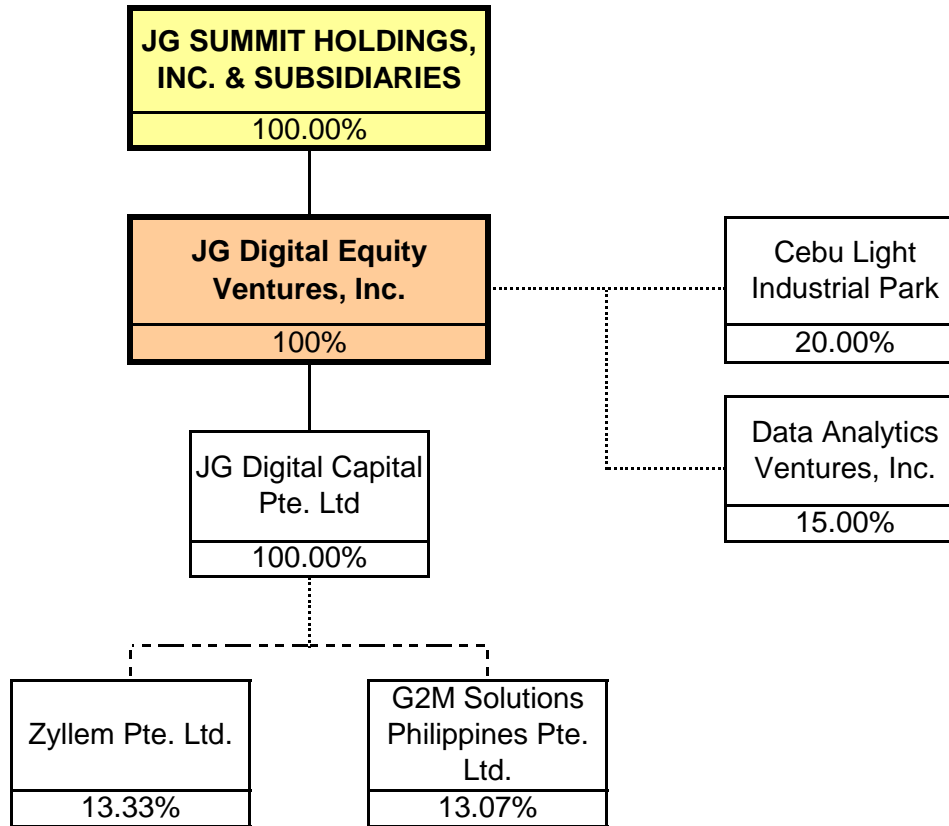 JG SUMMIT HOLDINGS,
INC. & SUBSIDIARIES
100.00%
JG Digital Equity
Ventures, Inc.
100%
Cebu Light
Industrial Park
20.00%
Data Analytics
Ventures, Inc.
15.00%
JG Digital Capital
Pte. Ltd
100.00%
Zyllem Pte. Ltd.
13.33%
G2M Solutions
Philippines Pte.
Ltd.
13.07%